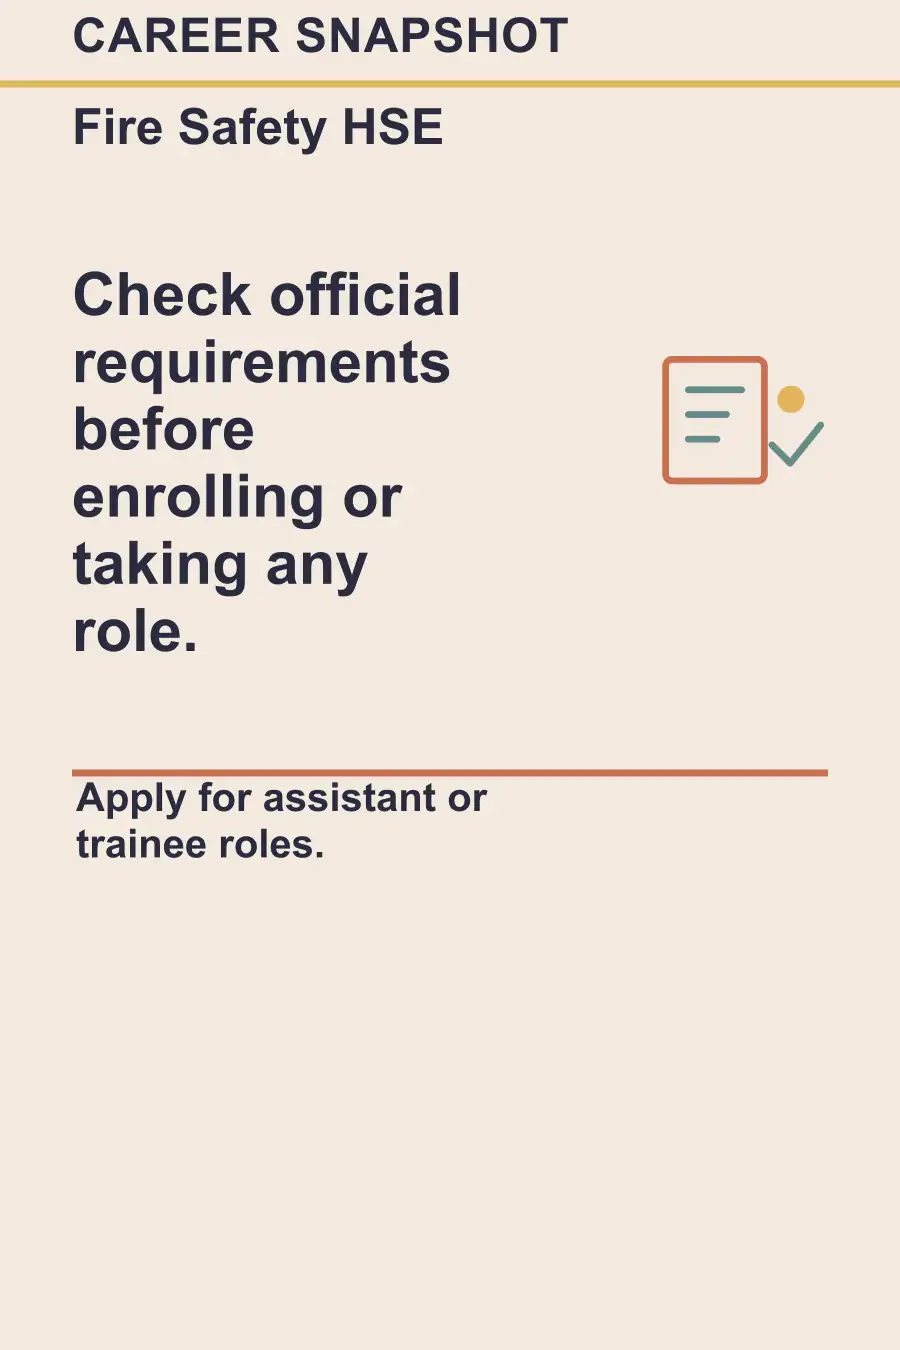 CAREER SNAPSHOT
Fire Safety HSE
Check official
requirements
before
enrolling or
taking any
role.
Apply for assistant or
trainee roles.